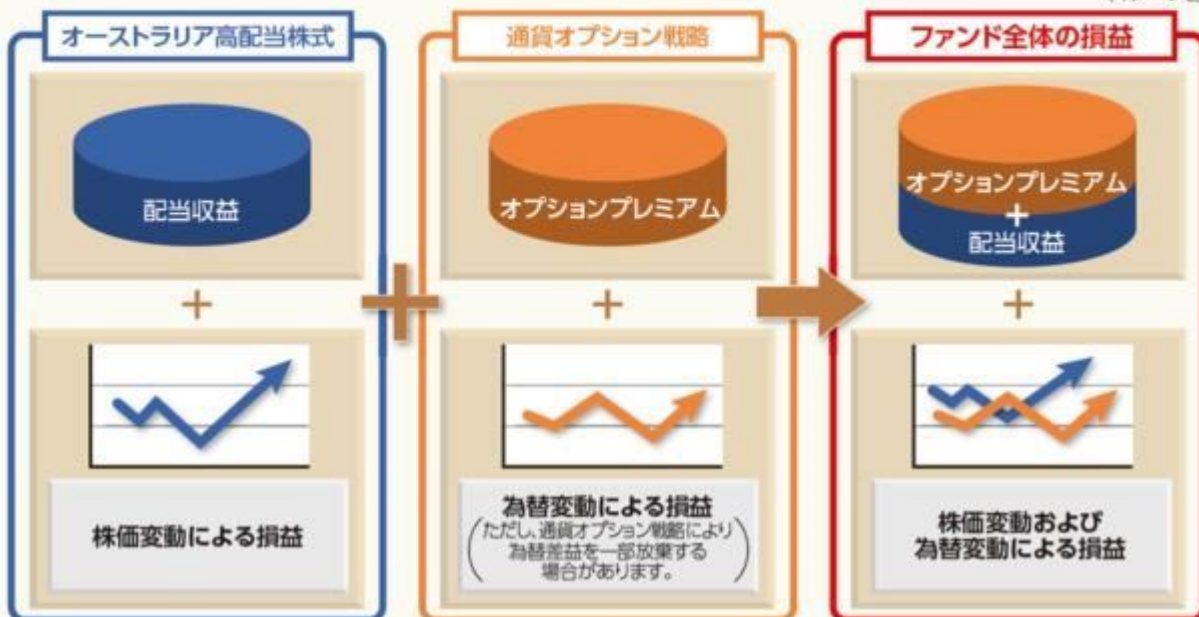 オーストラリア高配当株式
配当収益
+
株価変動による損益
+
通貨オプション戦略
オプションプレミアム
+
為替変動による損益
(ただし、通貨オプション戦略により
為替差益を一部放棄する
場合があります。)
ファンド全体の損益
オプションプレミアム
+
配当収益
+
株価変動および
為替変動による損益